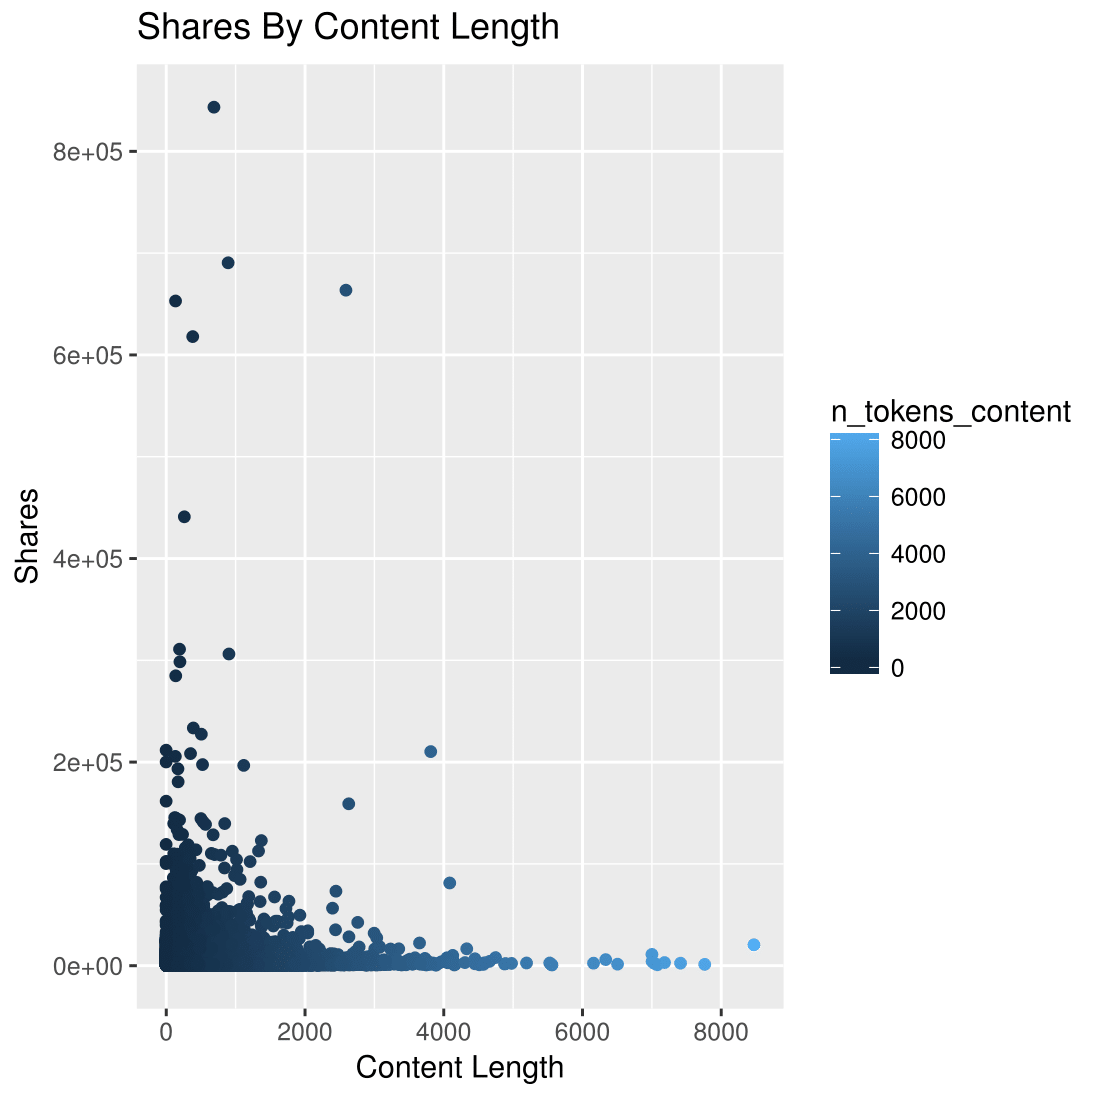 Shares By Content Length
8e+05
6e+05
4e+05
2e+05
0e+00
Shares
0
2000
4000
6000
8000
Content Length
n_tokens_content
8000
6000
4000
2000
0